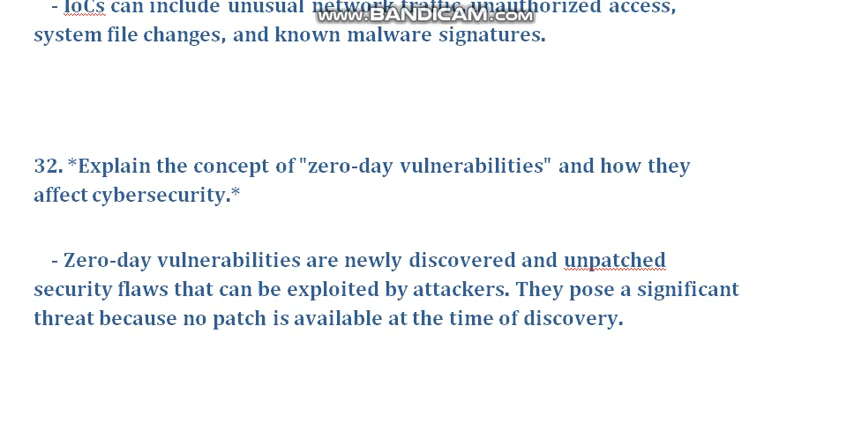 - IoCs can include unusual network traffic, unauthorized access,
www.BANDICAM.com
system file changes, and known malware signatures.
32. *Explain the concept of "zero-day vulnerabilities" and how they
affect cybersecurity.*
- Zero-day vulnerabilities are newly discovered and unpatched
security flaws that can be exploited by attackers. They pose a significant
threat because no patch is available at the time of discovery.